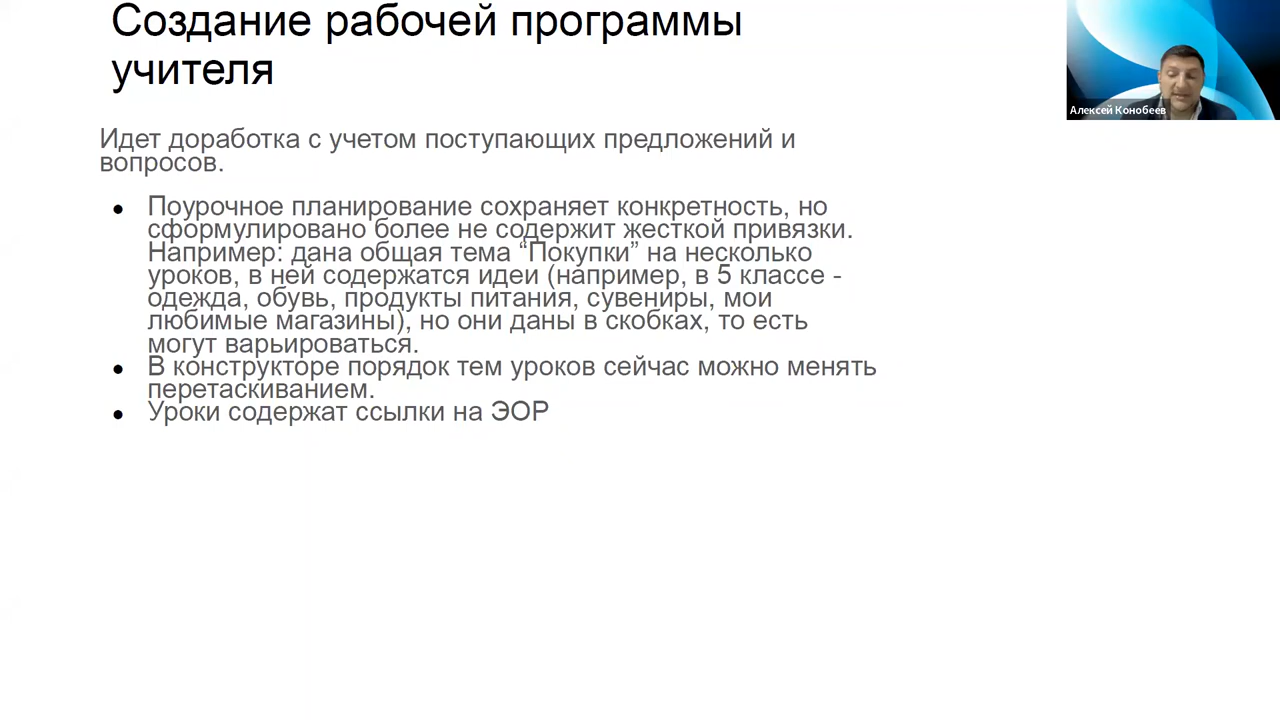 Создание рабочей программы
учителя
Алексей Конобеев
Идет доработка с учетом поступающих предложений и
вопросов.
● Поурочное планирование сохраняет конкретность, но
сформулировано более не содержит жесткой привязки.
Например: дана общая тема “Покупки” на несколько
уроков, в ней содержатся идеи (например, в 5 классе -
одежда, обувь, продукты питания, сувениры, мои
любимые магазины), но они даны в скобках, то есть
могут варьироваться.
● В конструкторе порядок тем уроков сейчас можно менять
перетаскиванием.
● Уроки содержат ссылки на ЭОР